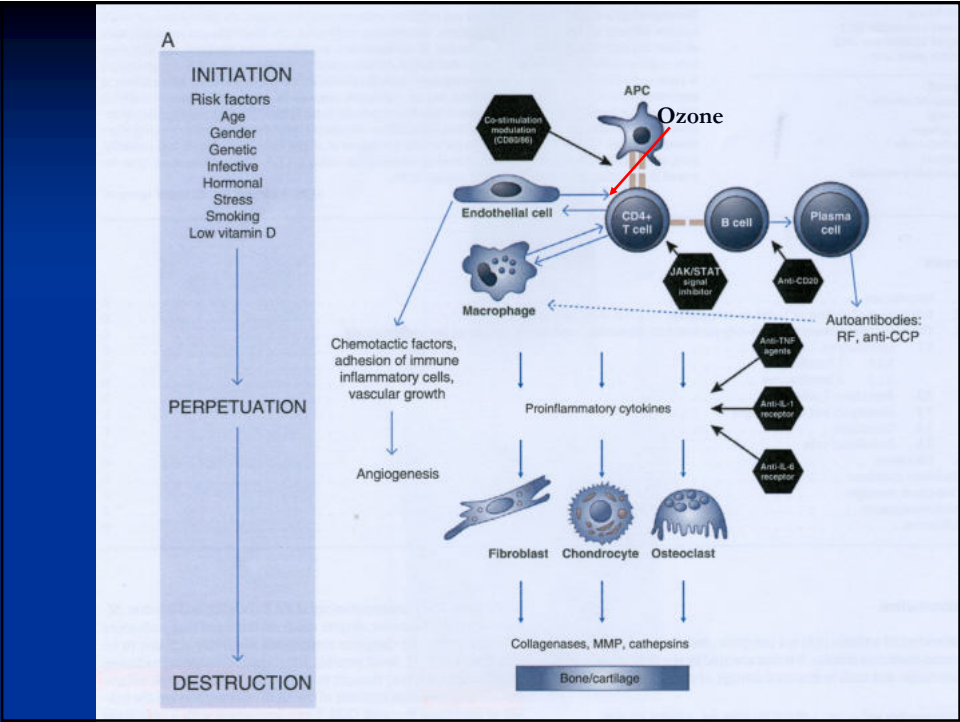 A
INITIATION
Risk factors
Age
Gender
Genetic
Infective
Hormonal
Stress
Smoking
Low vitamin D
PERPETUATION
DESTRUCTION
APC
Ozone
Co-stimulation
modulation
(CD80/86)
Endothelial cell
CD4+
T cell
B cell
Plasma
cell
JAK/STAT
signal
inhibitor
Anti-CD20
Macrophage
Autoantibodies:
RF, anti-CCP
Chemotactic factors,
adhesion of immune
inflammatory cells,
vascular growth
Angiogenesis
Anti-TNF
agents
Proinflammatory cytokines
Anti-IL-1
receptor
Anti-IL-6
receptor
Fibroblast
Chondrocyte
Osteoclast
Collagenases, MMP, cathepsins
Bone/cartilage